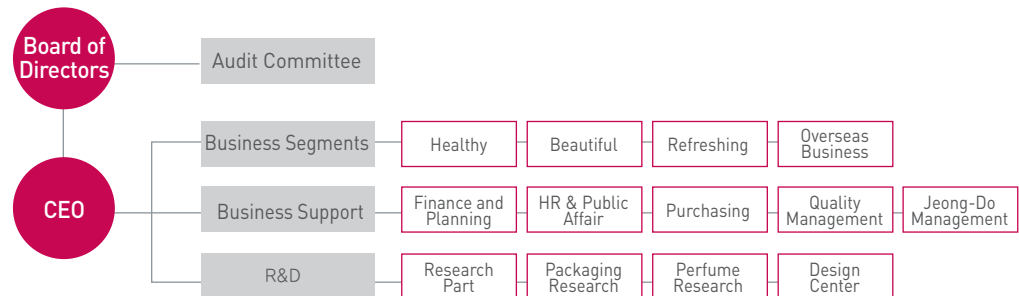 Board of
Directors
Audit Committee
CEO
Business Segments
Healthy
Beautiful
Refreshing
Overseas
Business
Business Support
Finance and
Planning
HR & Public
Affair
Purchasing
Quality
Management
Jeong-Do
Management
R&D
Research
Part
Packaging
Research
Perfume
Research
Design
Center